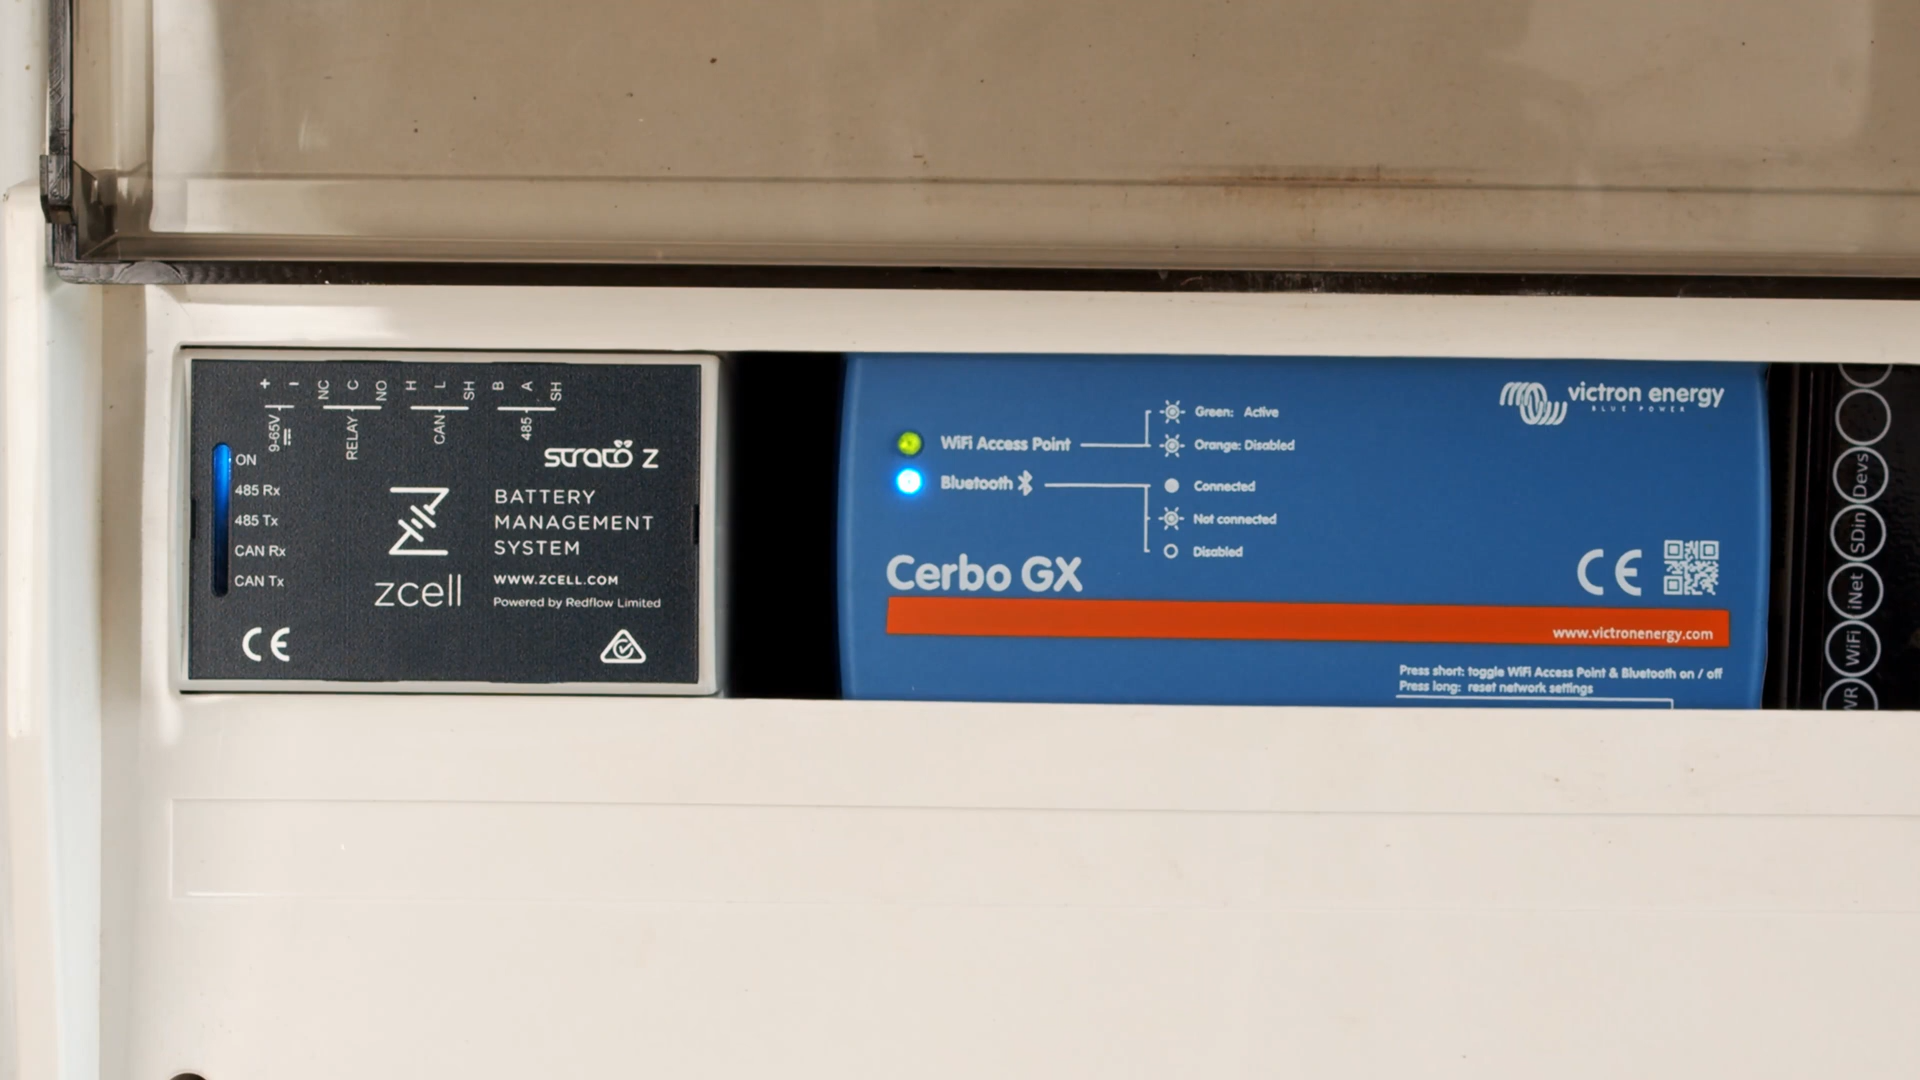 + − NC C NO H L SH B A SH
9-65V RELAY CAN 485
strato Z
ON
485 Rx
485 Tx
CAN Rx
CAN Tx
zcell
BATTERY
MANAGEMENT
SYSTEM
WWW.ZCELL.COM
Powered by Redflow Limited
CE
victron energy
BLUE POWER
WiFi Access Point
Green: Active
Orange: Disabled
Bluetooth
Connected
Not connected
Disabled
Cerbo GX
CE
www.victronenergy.com
Press short: toggle WiFi Access Point & Bluetooth on / off
Press long: reset network settings
Devs
SDin
iNet
WiFi